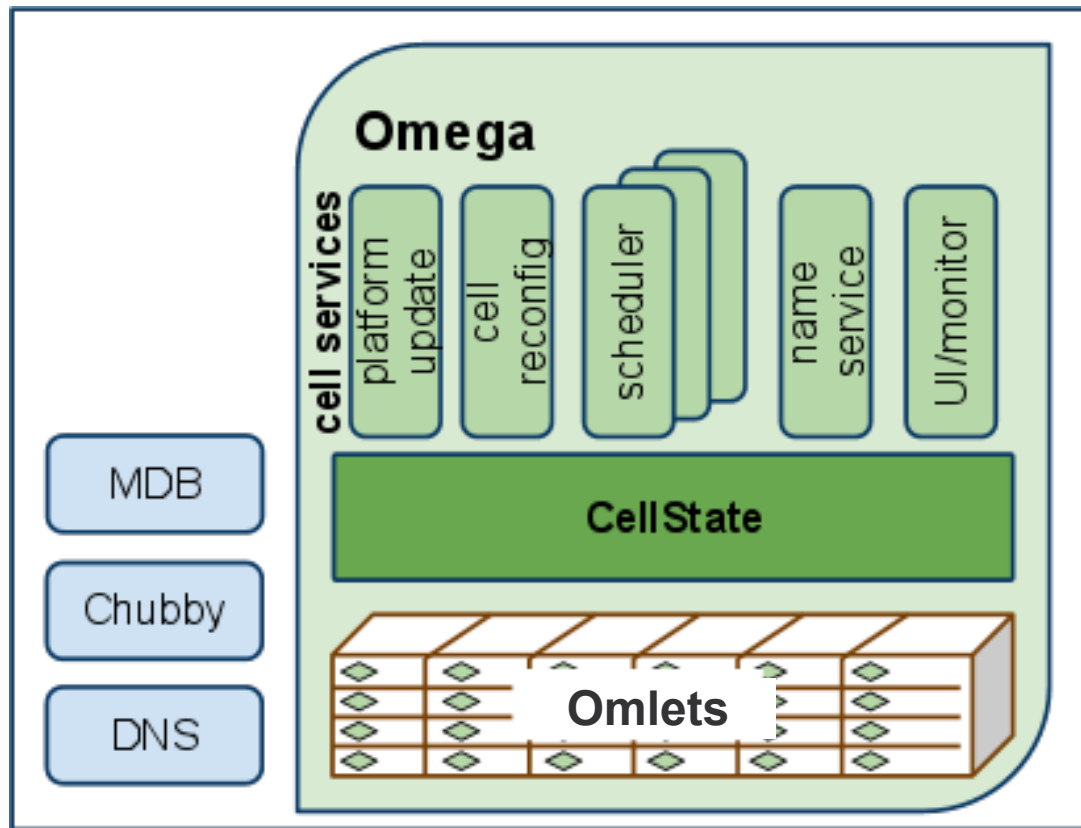 Omega
cell services
platform
update
cell
reconfig
scheduler
name
service
UI/monitor
MDB
CellState
Chubby
DNS
Omlets